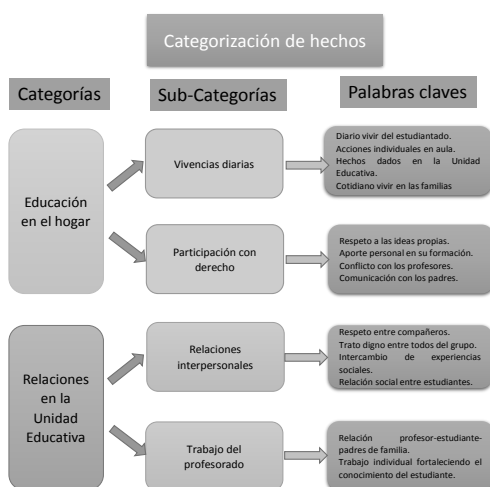 Categorización de hechos
Categorías
Sub-Categorías
Palabras claves
Educación
en el hogar
Vivencias diarias
Diario vivir del estudiantado.
Acciones individuales en aula.
Hechos dados en la Unidad
Educativa.
Cotidiano vivir en las familias
Participación con
derecho
Respeto a las ideas propias.
Aporte personal en su formación.
Conflicto con los profesores.
Comunicación con los padres.
Relaciones
en la
Unidad
Educativa
Relaciones
interpersonales
Respeto entre compañeros.
Trato digno entre todos del grupo.
Intercambio de experiencias
sociales.
Relación social entre estudiantes.
Trabajo del
profesorado
Relación profesor-estudiante-
padres de familia.
Trabajo individual fortaleciendo el
conocimiento del estudiante.